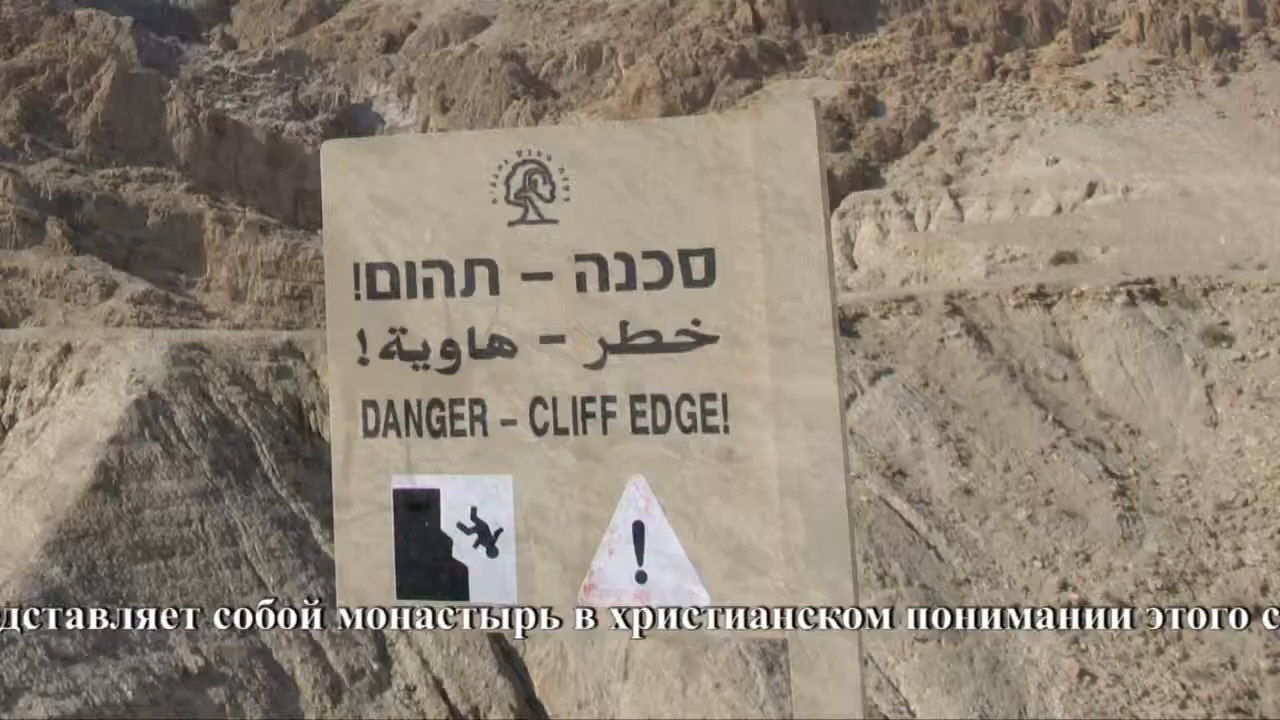 סכנה - תהום!
خطر - هاوية!
DANGER - CLIFF EDGE!
!
дставляет собой монастырь в христианском понимании этого с